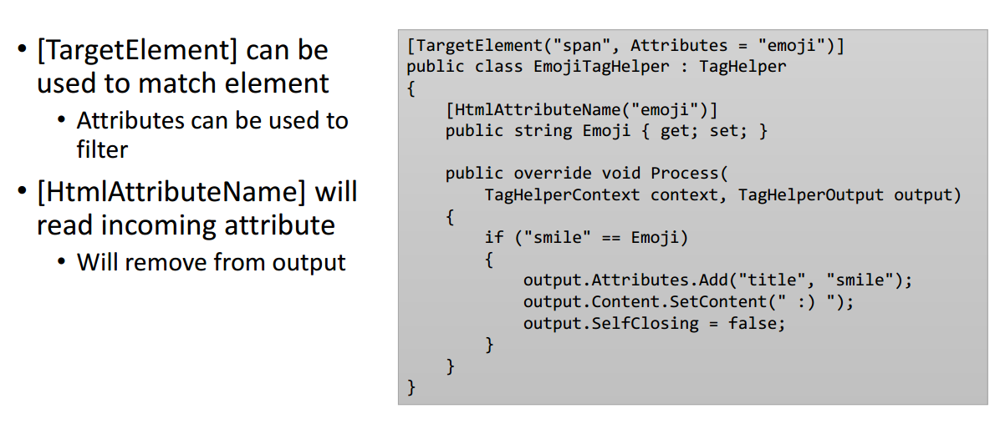 • [TargetElement] can be
used to match element
• Attributes can be used to
filter
• [HtmlAttributeName] will
read incoming attribute
• Will remove from output
[TargetElement("span", Attributes = "emoji")]
public class EmojiTagHelper : TagHelper
{
    [HtmlAttributeName("emoji")]
    public string Emoji { get; set; }

    public override void Process(
        TagHelperContext context, TagHelperOutput output)
    {
        if ("smile" == Emoji)
        {
            output.Attributes.Add("title", "smile");
            output.Content.SetContent(" :) ");
            output.SelfClosing = false;
        }
    }
}